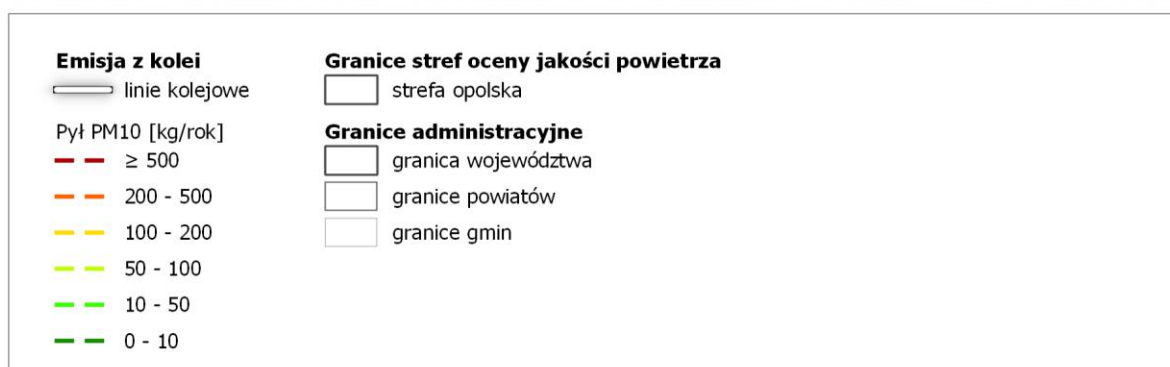 Emisja z kolei
linie kolejowe
Pył PM10 [kg/rok]
≥ 500
200 - 500
100 - 200
50 - 100
10 - 50
0 - 10
Granice stref oceny jakości powietrza
strefa opolska
Granice administracyjne
granica województwa
granice powiatów
granice gmin